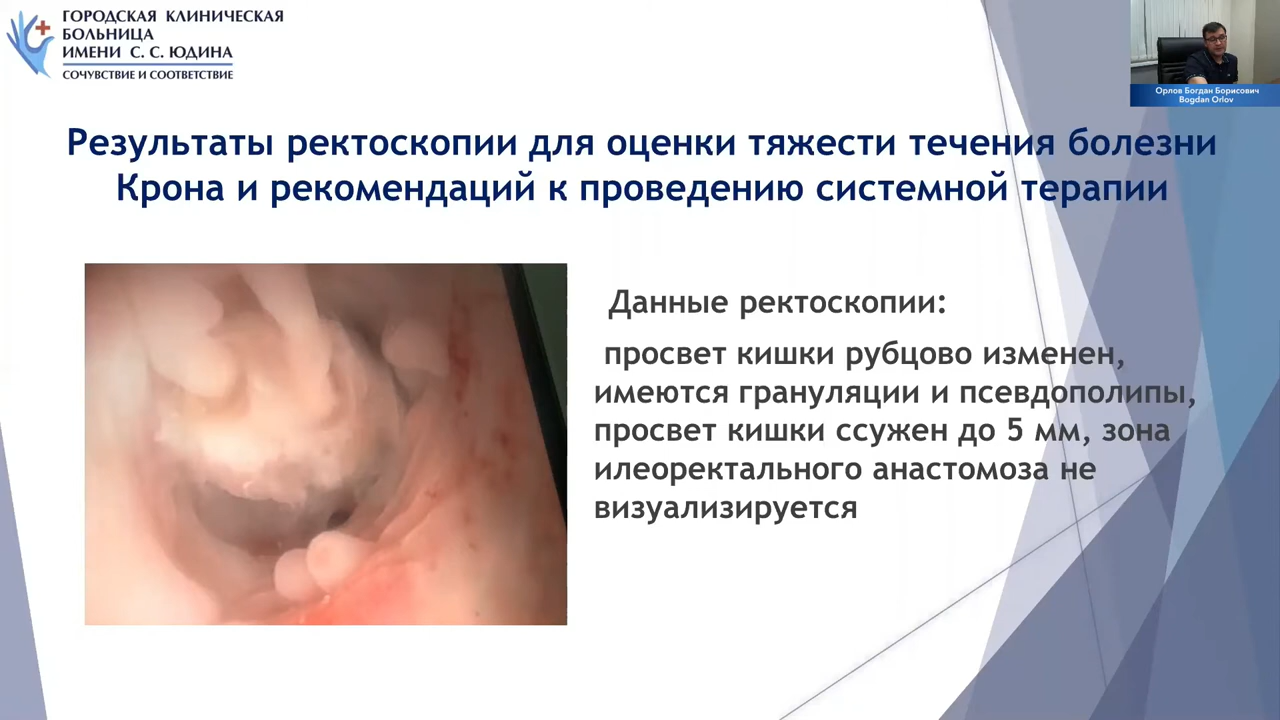 ГОРОДСКАЯ КЛИНИЧЕСКАЯ
БОЛЬНИЦА
ИМЕНИ С. С. ЮДИНА
СОЧУВСТВИЕ И СООТВЕТСТВИЕ
Орлов Богдан Борисович
Bogdan Orlov
Результаты ректоскопии для оценки тяжести течения болезни
Крона и рекомендаций к проведению системной терапии
Данные ректоскопии:
просвет кишки рубцово изменен,
имеются грануляции и псевдополипы,
просвет кишки ссужен до 5 мм, зона
илеоректального анастомоза не
визуализируется